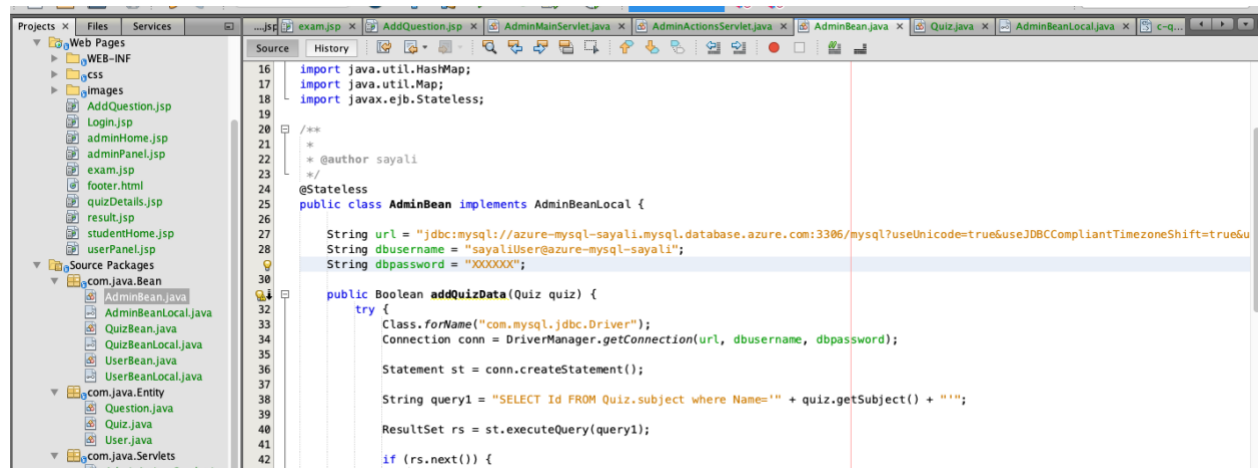 Projects × Files Services
...jsp exam.jsp × AddQuestion.jsp × AdminMainServlet.java × AdminActionsServlet.java × AdminBean.java × Quiz.java × AdminBeanLocal.java × c-q...
Source History
Web Pages
WEB-INF
css
images
AddQuestion.jsp
Login.jsp
adminHome.jsp
adminPanel.jsp
exam.jsp
footer.html
quizDetails.jsp
result.jsp
studentHome.jsp
userPanel.jsp
Source Packages
com.java.Bean
AdminBean.java
AdminBeanLocal.java
QuizBean.java
QuizBeanLocal.java
UserBean.java
UserBeanLocal.java
com.java.Entity
Question.java
Quiz.java
User.java
com.java.Servlets
16 import java.util.HashMap;
17 import java.util.Map;
18 import javax.ejb.Stateless;
19
20 /**
21 *
22 * @author sayali
23 */
24 @Stateless
25 public class AdminBean implements AdminBeanLocal {
26
27 String url = "jdbc:mysql://azure-mysql-sayali.mysql.database.azure.com:3306/mysql?useUnicode=true&useJDBCCompliantTimezoneShift=true&u
28 String dbusername = "sayaliUser@azure-mysql-sayali";
String dbpassword = "XXXXXX";
30
public Boolean addQuizData(Quiz quiz) {
32 try {
33 Class.forName("com.mysql.jdbc.Driver");
34 Connection conn = DriverManager.getConnection(url, dbusername, dbpassword);
35
36 Statement st = conn.createStatement();
37
38 String query1 = "SELECT Id FROM Quiz.subject where Name='" + quiz.getSubject() + "'";
39
40 ResultSet rs = st.executeQuery(query1);
41
42 if (rs.next()) {